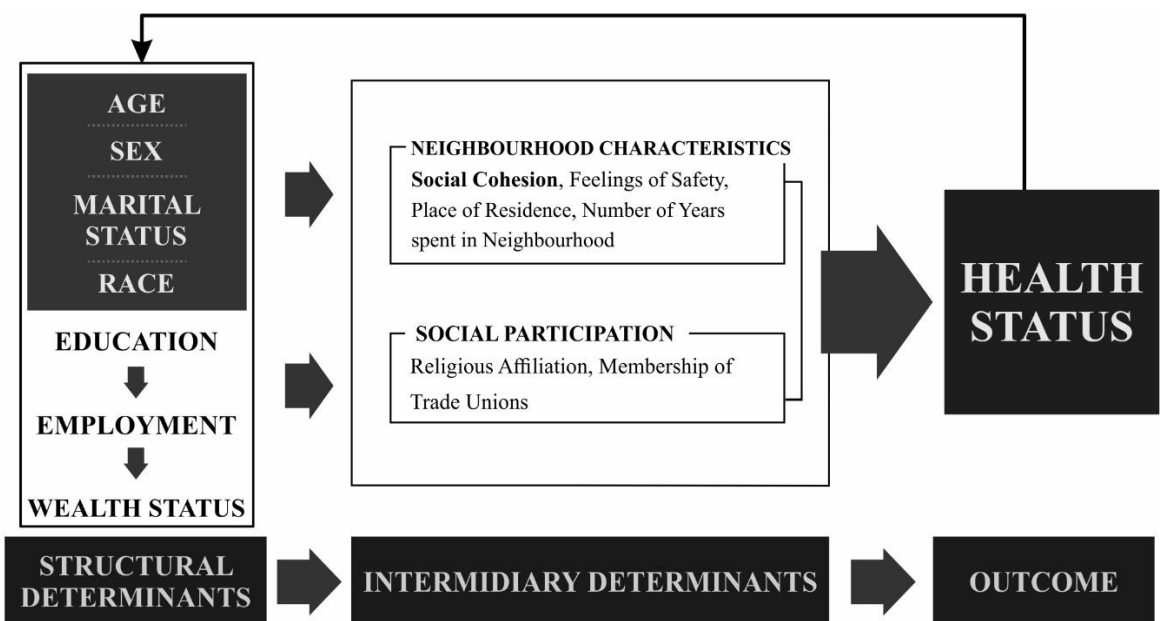 AGE
SEX
MARITAL
STATUS
RACE
EDUCATION
EMPLOYMENT
WEALTH STATUS
NEIGHBOURHOOD CHARACTERISTICS
Social Cohesion, Feelings of Safety,
Place of Residence, Number of Years
spent in Neighbourhood
SOCIAL PARTICIPATION
Religious Affiliation, Membership of
Trade Unions
HEALTH
STATUS
STRUCTURAL
DETERMINANTS
INTERMIDIARY DETERMINANTS
OUTCOME